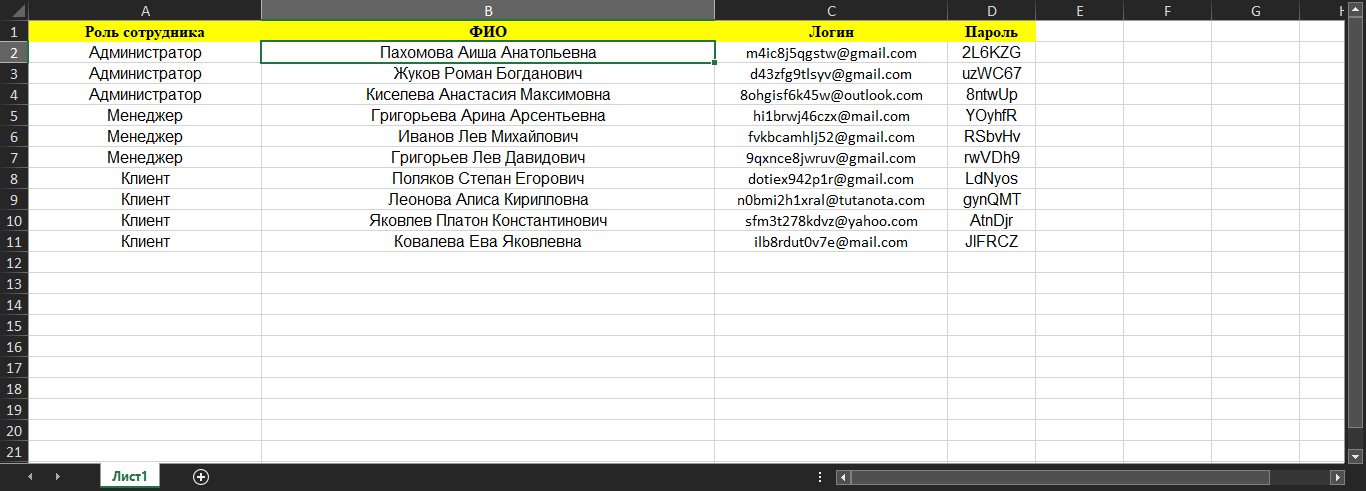 A B C D E F G H
1 Роль сотрудника ФИО Логин Пароль
2 Администратор Пахомова Аиша Анатольевна m4ic8j5qgstw@gmail.com 2L6KZG
3 Администратор Жуков Роман Богданович d43zfg9tlsyv@gmail.com uzWC67
4 Администратор Киселева Анастасия Максимовна 8ohgisf6k45w@outlook.com 8ntwUp
5 Менеджер Григорьева Арина Арсентьевна hi1brwj46czx@mail.com YOyhfR
6 Менеджер Иванов Лев Михайлович fvkbcamhlj52@gmail.com RSbvHv
7 Менеджер Григорьев Лев Давидович 9qxnce8jwruv@gmail.com rwVDh9
8 Клиент Поляков Степан Егорович dotiex942p1r@gmail.com LdNyos
9 Клиент Леонова Алиса Кирилловна n0bmi2h1xral@tutanota.com gynQMT
10 Клиент Яковлев Платон Константинович sfm3t278kdvz@yahoo.com AtnDjr
11 Клиент Ковалева Ева Яковлевна ilb8rdut0v7e@mail.com JlFRCZ
12
13
14
15
16
17
18
19
20
21
Лист1